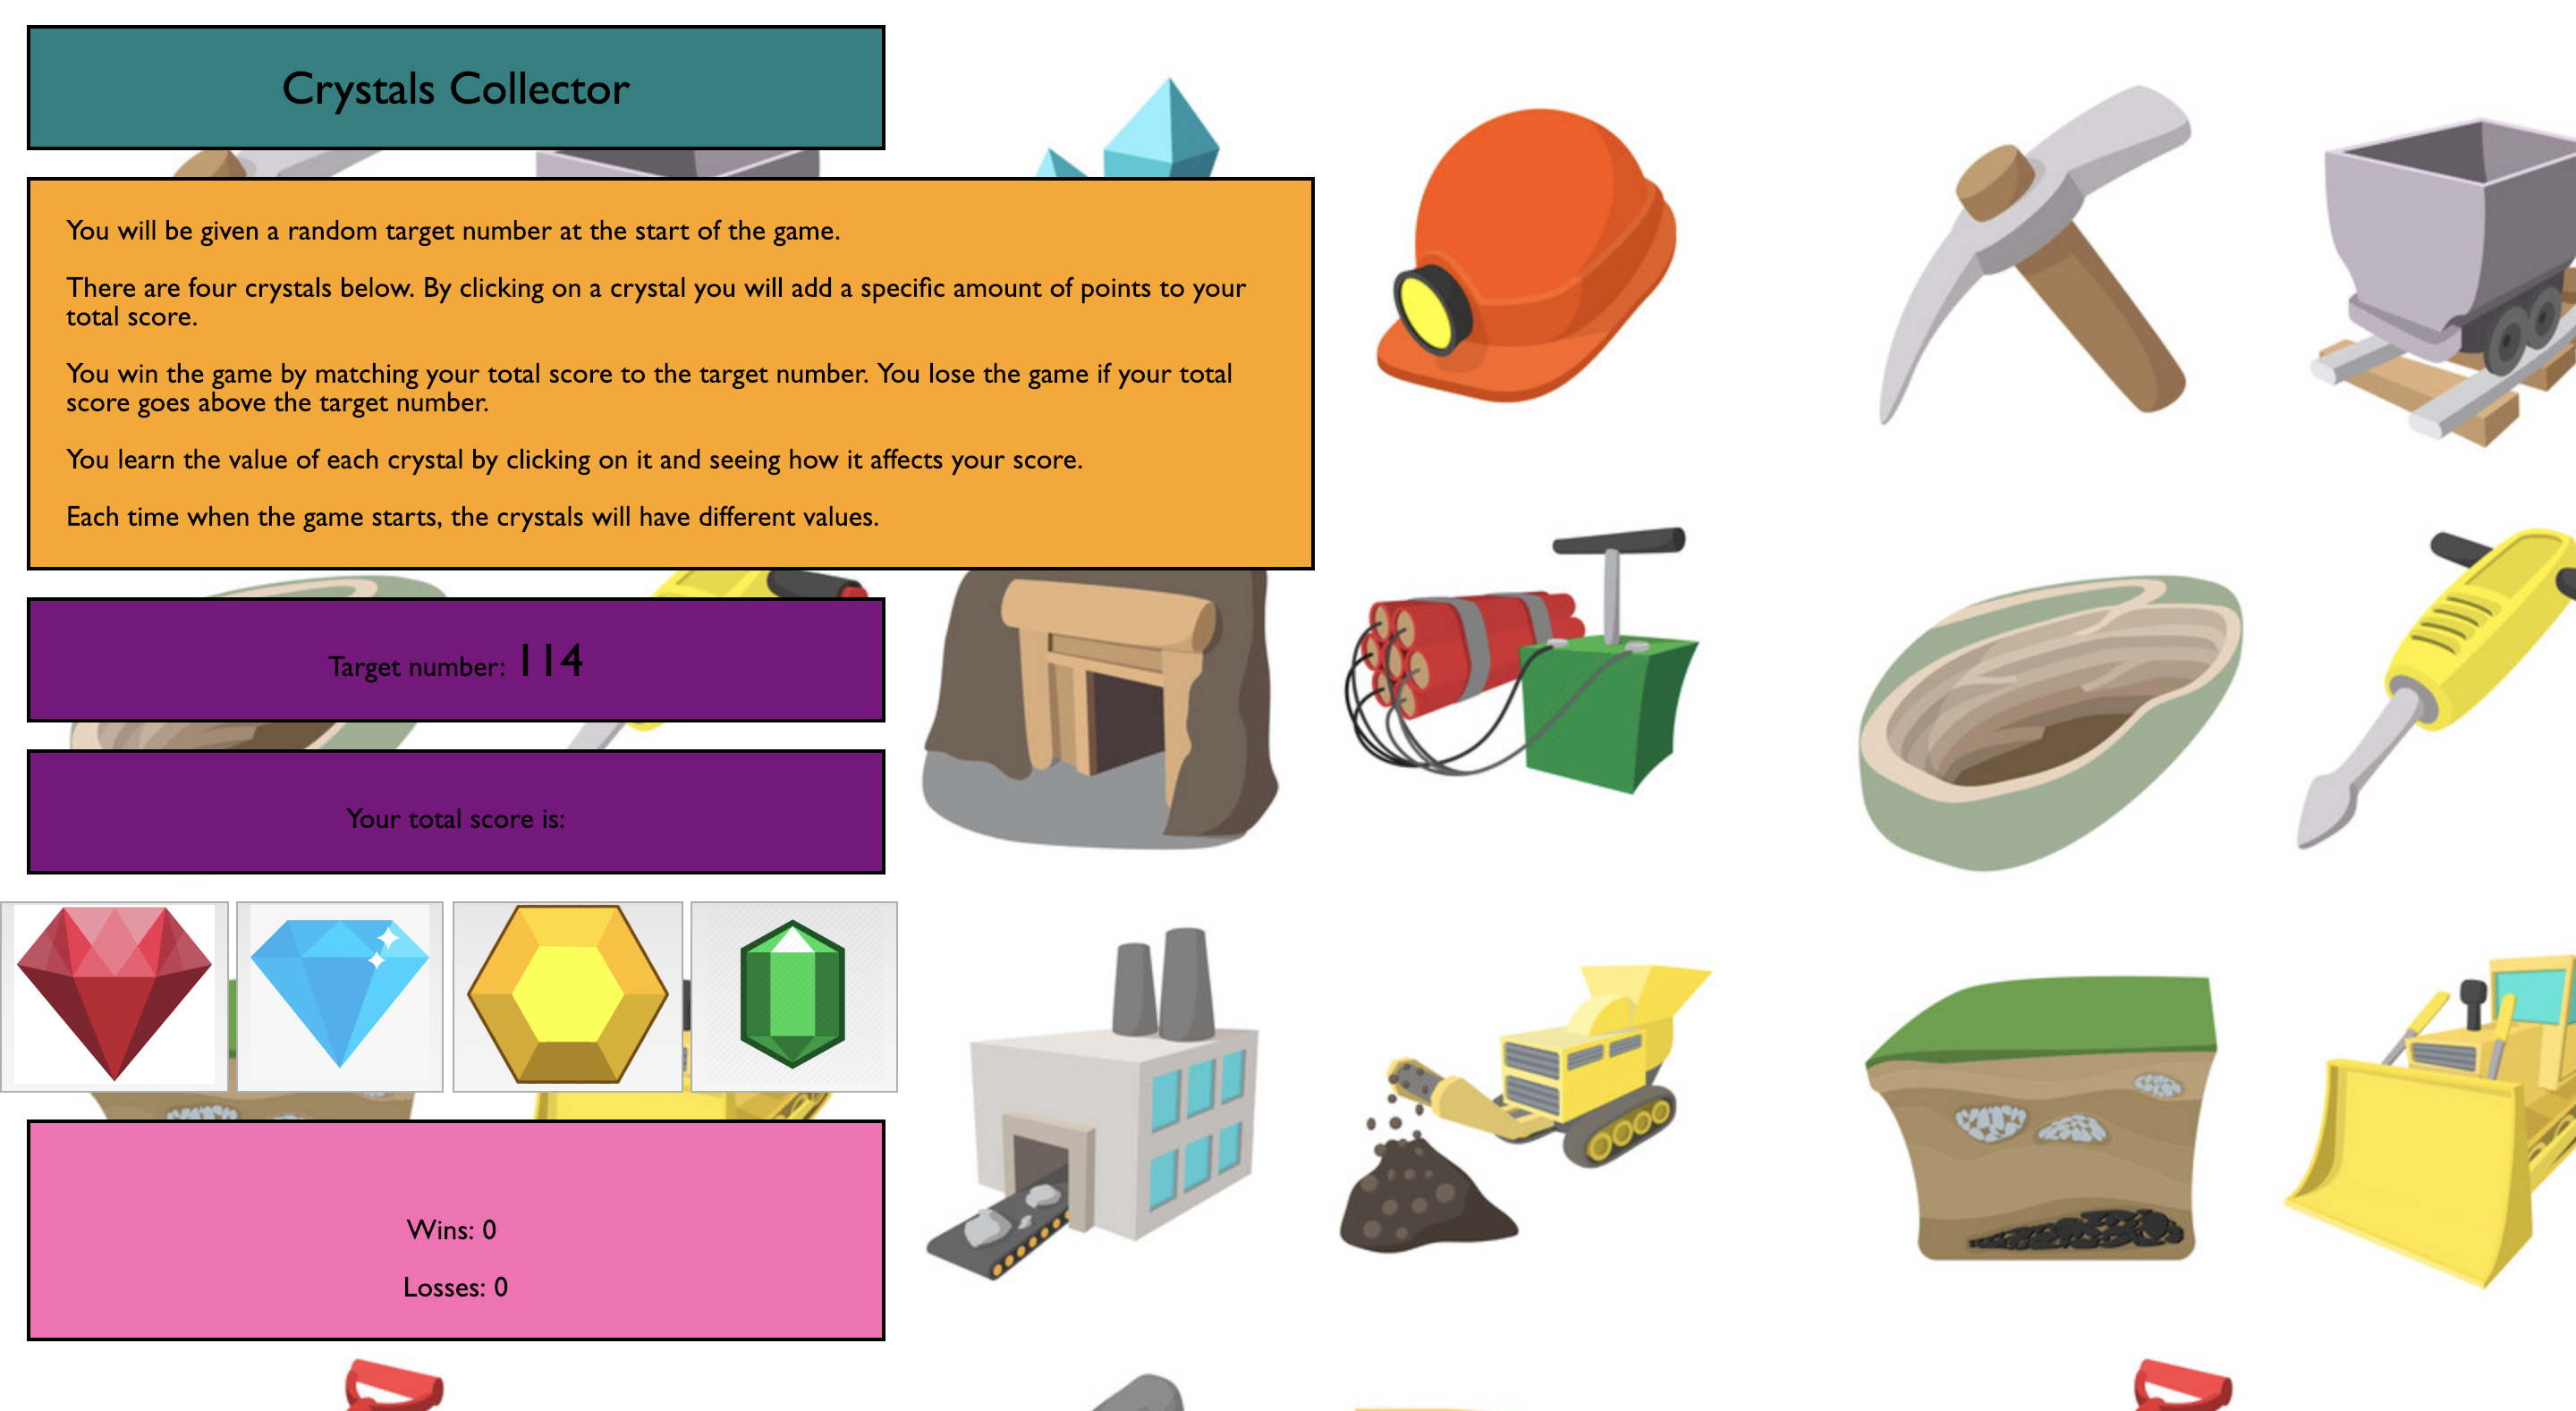 Crystals Collector
You will be given a random target number at the start of the game.
There are four crystals below. By clicking on a crystal you will add a specific amount of points to your
total score.
You win the game by matching your total score to the target number. You lose the game if your total
score goes above the target number.
You learn the value of each crystal by clicking on it and seeing how it affects your score.
Each time when the game starts, the crystals will have different values.
Target number: 114
Your total score is:
Wins: 0
Losses: 0